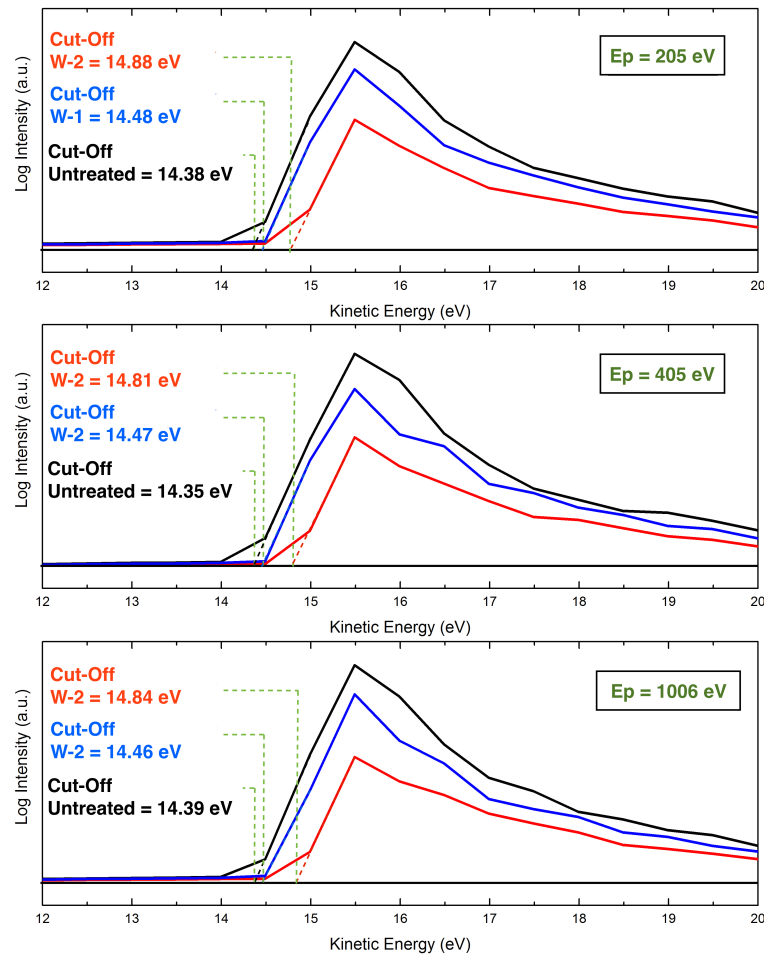 Cut-Off
W-2 = 14.88 eV
Cut-Off
W-1 = 14.48 eV
Cut-Off
Untreated = 14.38 eV
Ep = 205 eV
Log Intensity (a.u.)
12 13 14 15 16 17 18 19 20
Kinetic Energy (eV)
Cut-Off
W-2 = 14.81 eV
Cut-Off
W-2 = 14.47 eV
Cut-Off
Untreated = 14.35 eV
Ep = 405 eV
Log Intensity (a.u.)
12 13 14 15 16 17 18 19 20
Kinetic Energy (eV)
Cut-Off
W-2 = 14.84 eV
Cut-Off
W-2 = 14.46 eV
Cut-Off
Untreated = 14.39 eV
Ep = 1006 eV
Log Intensity (a.u.)
12 13 14 15 16 17 18 19 20
Kinetic Energy (eV)